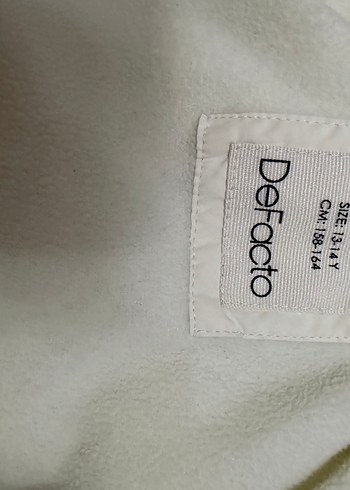 DeFacto
SIZE: 13-14 Y
CM: 158-164